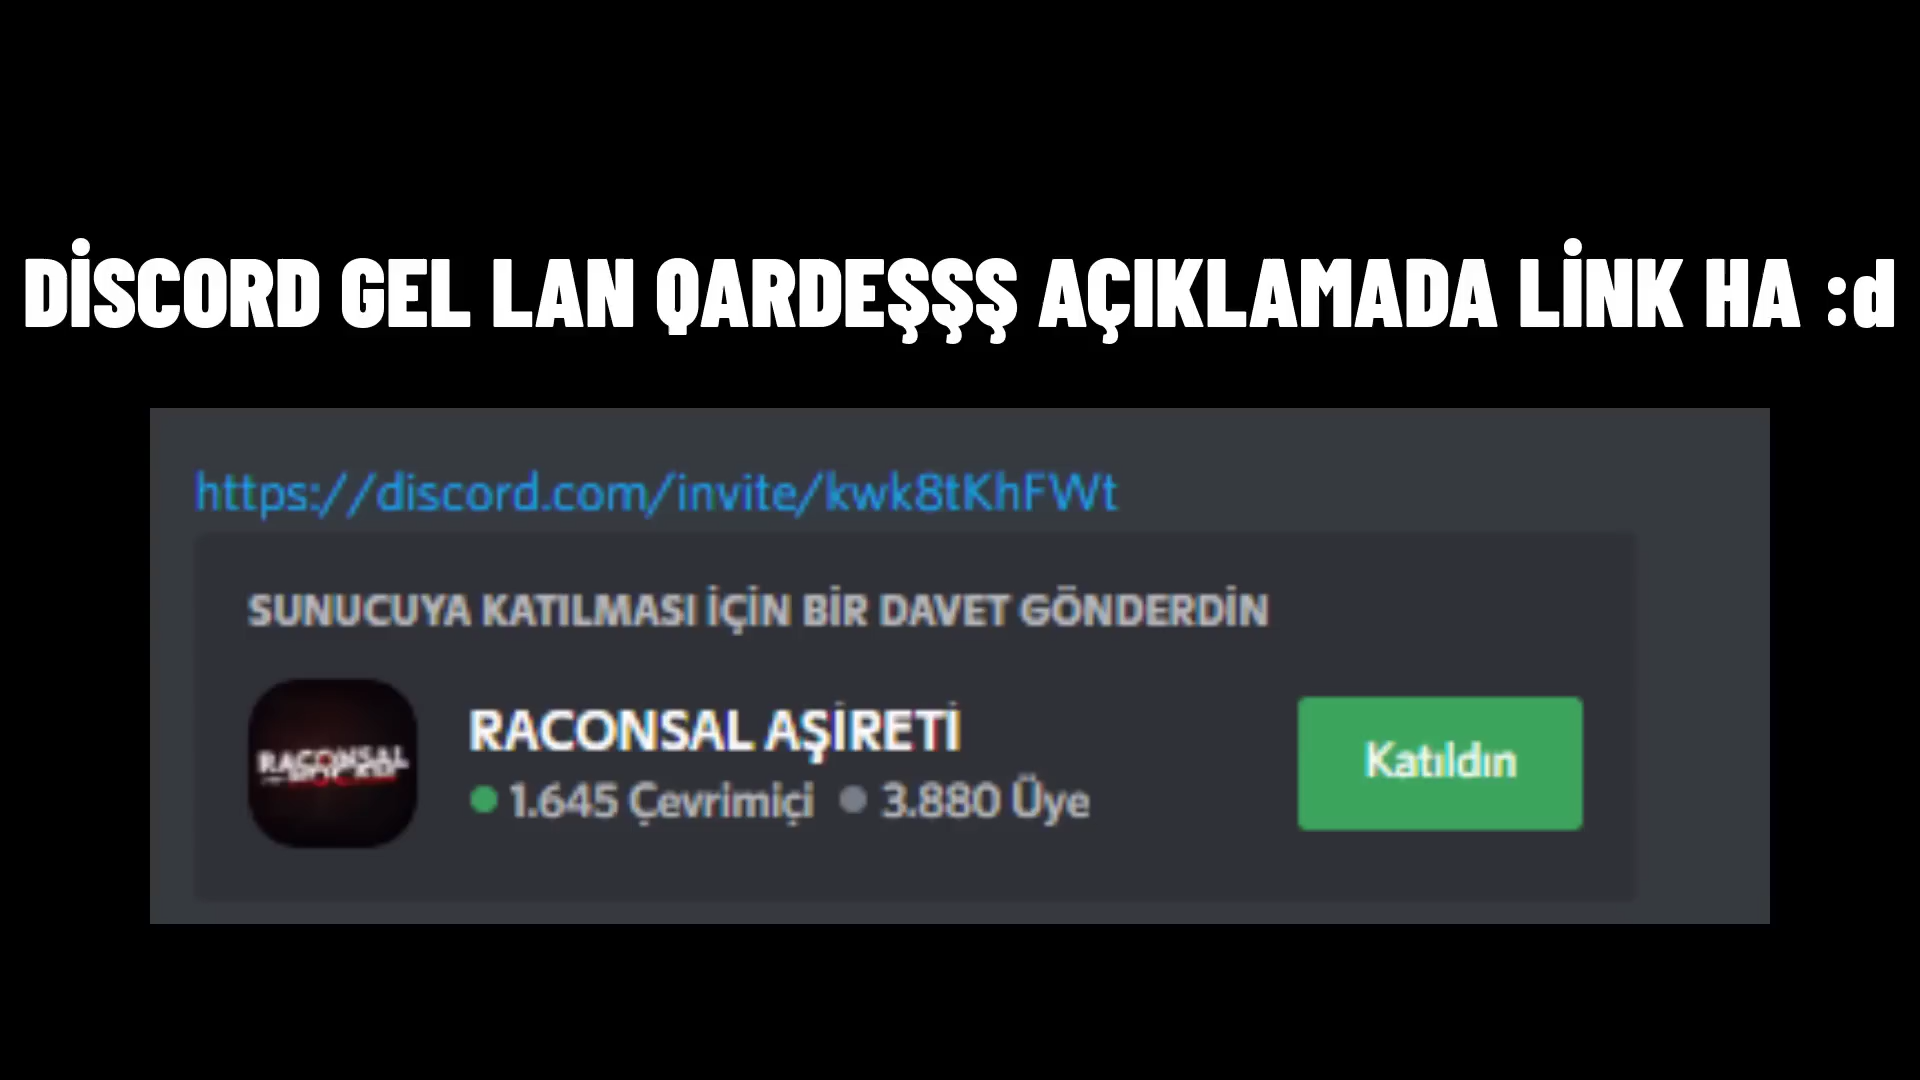 DİSCORD GEL LAN QARDEŞŞŞ AÇIKLAMADA LİNK HA :d
https://discord.com/invite/kwk8tKhFWt
SUNUCUYA KATILMASI İÇİN BİR DAVET GÖNDERDİN
RACONSAL
RACONSAL AŞİRETİ
1.645 Çevrimiçi 3.880 Üye
Katıldın